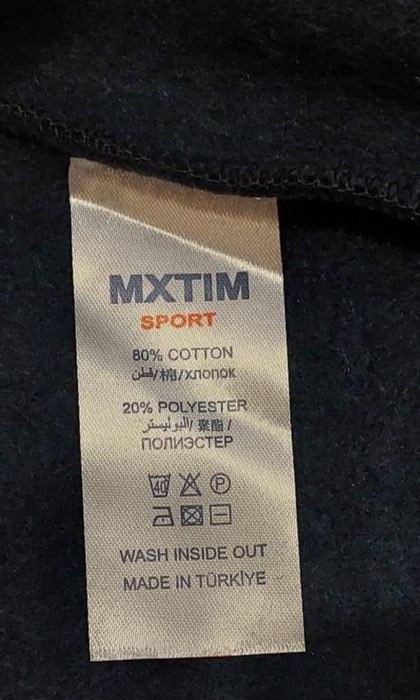 MXTIM
SPORT
80% COTTON
قطن/棉/ХЛОПОК
20% POLYESTER
البوليستر/ 聚酯 /
ПОЛИЭСТЕР
40 P
WASH INSIDE OUT
MADE IN TÜRKİYE